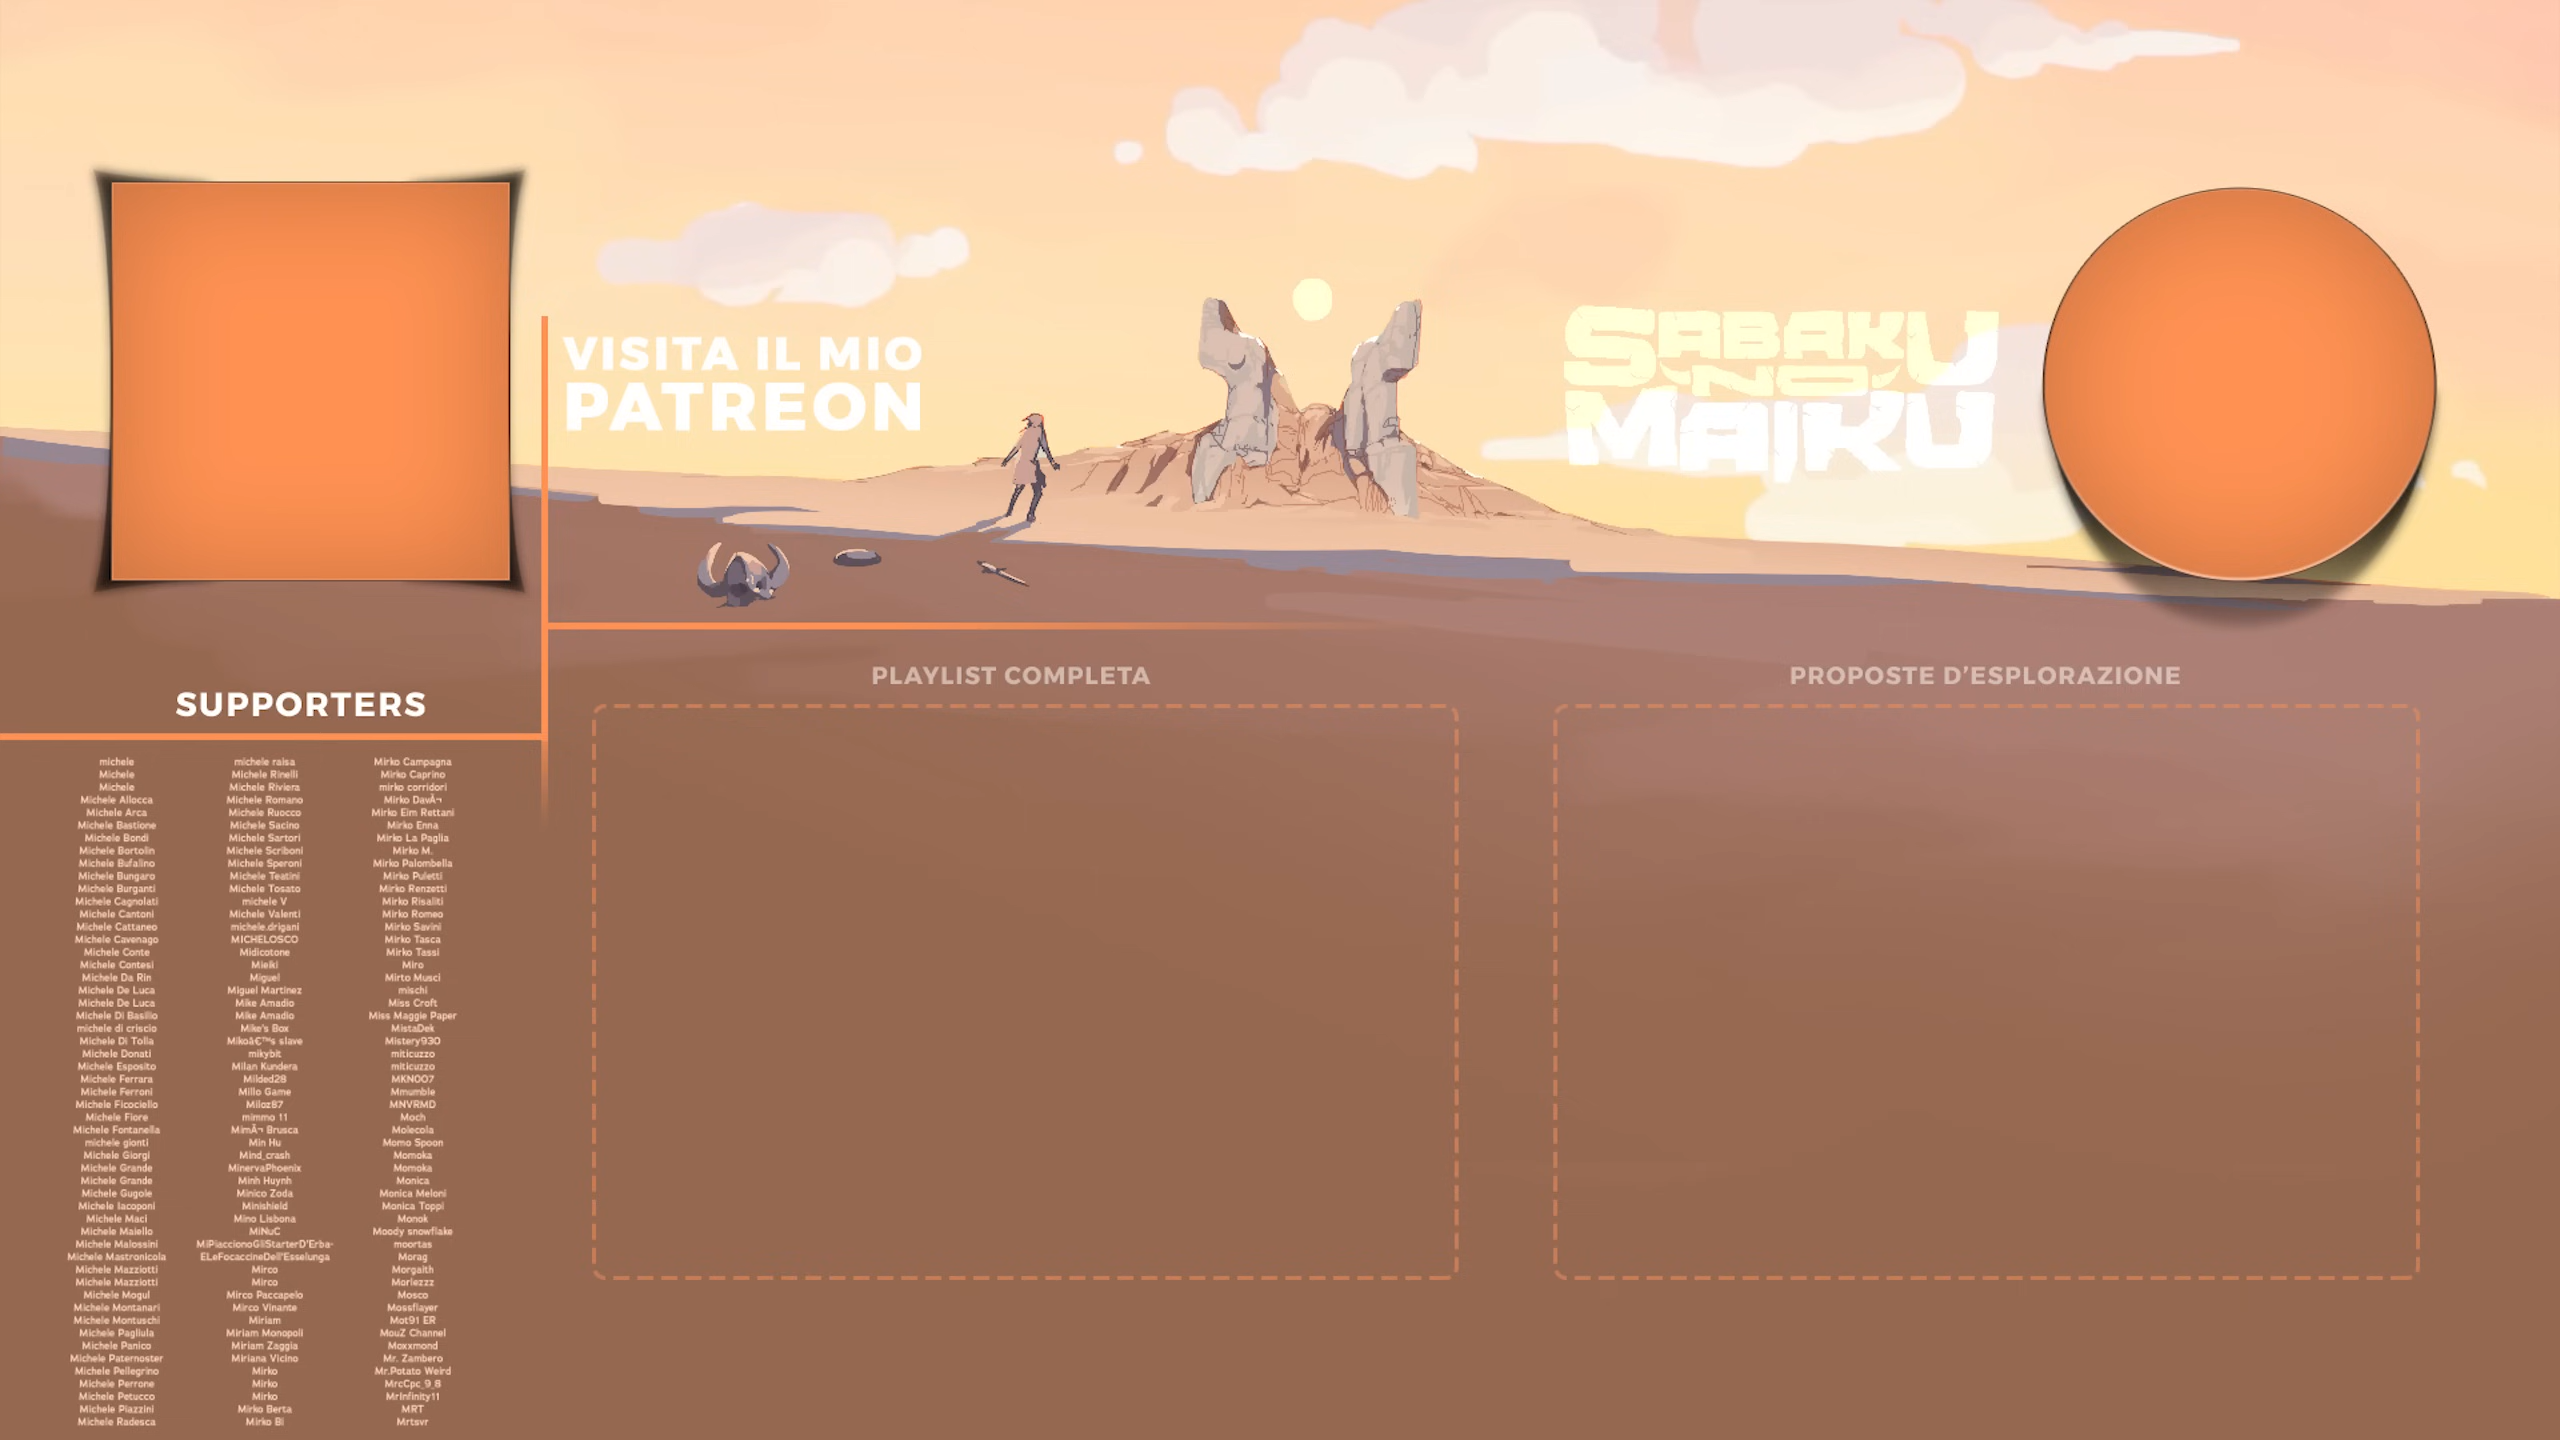 VISITA IL MIO
PATREON
SABAKU
NO
MAIKU
PLAYLIST COMPLETA
PROPOSTE D'ESPLORAZIONE
SUPPORTERS
michele
Michele
Michele
Michele Allocca
Michele Arca
Michele Bastione
Michele Bondi
Michele Bortolin
Michele Bufalino
Michele Bungaro
Michele Burganti
Michele Cagnolati
Michele Cantoni
Michele Cattaneo
Michele Cavenago
Michele Conte
Michele Contesi
Michele Da Rin
Michele De Luca
Michele De Luca
Michele Di Basilio
michele di criscio
Michele Di Tolla
Michele Donati
Michele Esposito
Michele Ferrara
Michele Ferroni
Michele Ficociello
Michele Fiore
Michele Fontanella
michele gionti
Michele Giorgi
Michele Grande
Michele Grande
Michele Gugole
Michele Iacoponi
Michele Maci
Michele Maiello
Michele Malossini
Michele Mastronicola
Michele Mazziotti
Michele Mazziotti
Michele Mogul
Michele Montanari
Michele Montuschi
Michele Pagliula
Michele Panico
Michele Paternoster
Michele Pellegrino
Michele Perrone
Michele Petucco
Michele Piazzini
Michele Radesca
michele raisa
Michele Rinelli
Michele Riviera
Michele Romano
Michele Ruocco
Michele Sacino
Michele Sartori
Michele Scriboni
Michele Speroni
Michele Teatini
Michele Tosato
michele V
Michele Valenti
michele.drigani
MICHELOSCO
Midicotone
Mieiki
Miguel
Miguel Martinez
Mike Amadio
Mike Amadio
Mike's Box
Mikoâ€™s slave
mikybit
Milan Kundera
Milded28
Millo Game
Miloz87
mimmo 11
MimÃ¬ Brusca
Min Hu
Mind_crash
MinervaPhoenix
Minh Huynh
Minico Zoda
Minishield
Mino Lisbona
MiNuC
MiPiaccionoGliStarterD'Erba-
ELeFocaccineDell'Esselunga
Mirco
Mirco
Mirco Paccapelo
Mirco Vinante
Miriam
Miriam Monopoli
Miriam Zaggia
Miriana Vicino
Mirko
Mirko
Mirko
Mirko Berta
Mirko Bi
Mirko Campagna
Mirko Caprino
mirko corridori
Mirko DavÃ¬
Mirko Eim Rettani
Mirko Enna
Mirko La Paglia
Mirko M.
Mirko Palombella
Mirko Puletti
Mirko Renzetti
Mirko Risaliti
Mirko Romeo
Mirko Savini
Mirko Tasca
Mirko Tassi
Miro
Mirto Musci
mischi
Miss Croft
Miss Maggie Paper
MistaDek
Mistery930
miticuzzo
miticuzzo
MKN007
Mmumble
MNVRMD
Moch
Molecola
Momo Spoon
Momoka
Momoka
Monica
Monica Meloni
Monica Toppi
Monok
Moody snowflake
moortas
Morag
Morgaith
Morlezzz
Mosco
Mossflayer
Mot91 ER
MouZ Channel
Moxxmond
Mr. Zambero
Mr.Potato Weird
MrcCpc_9_8
MrInfinity11
MRT
Mrtsvr